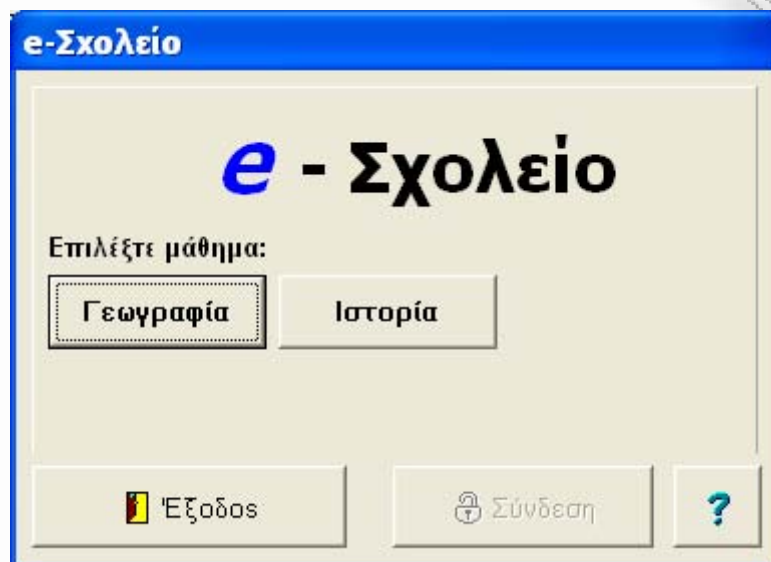 e-Σχολείο
e - Σχολείο
Επιλέξτε μάθημα:
Γεωγραφία Ιστορία
Έξοδος Σύνδεση ?